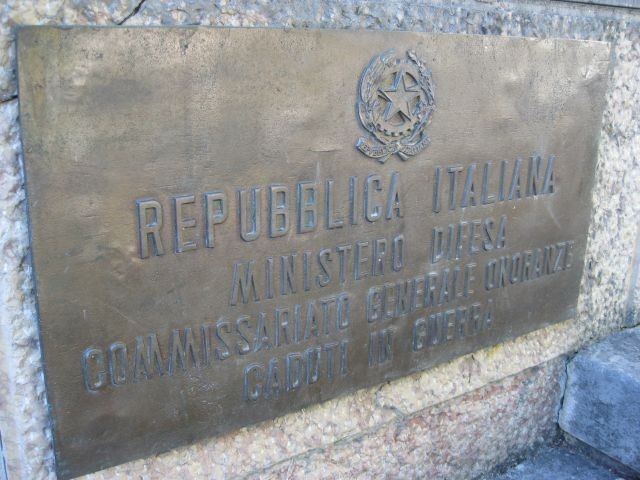 REPUBBLICA ITALIANA
MINISTERO DIFESA
COMMISSARIATO GENERALE ONORANZE
CADUTI IN GUERRA